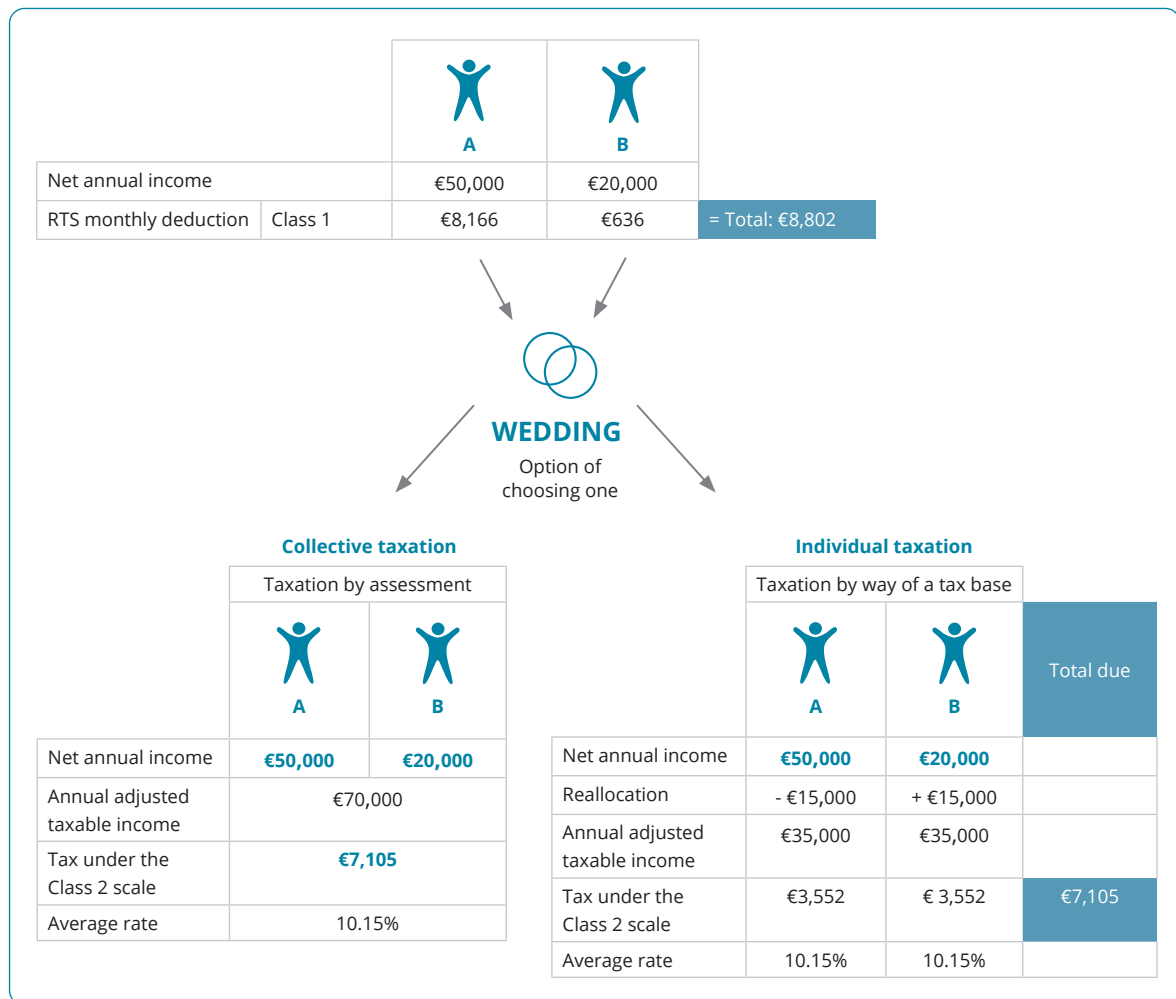 A B
Net annual income €50,000 €20,000
RTS monthly deduction Class 1 €8,166 €636 = Total: €8,802
WEDDING
Option of
choosing one
Collective taxation
Taxation by assessment
A B
Net annual income €50,000 €20,000
Annual adjusted
taxable income €70,000
Tax under the
Class 2 scale €7,105
Average rate 10.15%
Individual taxation
Taxation by way of a tax base
A B Total due
Net annual income €50,000 €20,000
Reallocation - €15,000 + €15,000
Annual adjusted
taxable income €35,000 €35,000
Tax under the
Class 2 scale €3,552 € 3,552 €7,105
Average rate 10.15% 10.15%